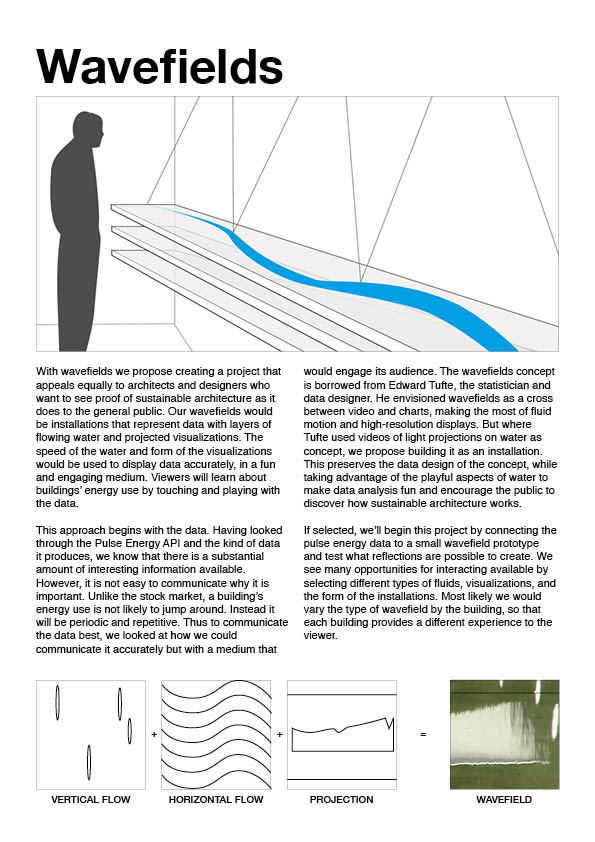 Wavefields
With wavefields we propose creating a project that
appeals equally to architects and designers who
want to see proof of sustainable architecture as it
does to the general public. Our wavefields would
be installations that represent data with layers of
flowing water and projected visualizations. The
speed of the water and form of the visualizations
would be used to display data accurately, in a fun
and engaging medium. Viewers will learn about
buildings' energy use by touching and playing with
the data.
This approach begins with the data. Having looked
through the Pulse Energy API and the kind of data
it produces, we know that there is a substantial
amount of interesting information available.
However, it is not easy to communicate why it is
important. Unlike the stock market, a building's
energy use is not likely to jump around. Instead it
will be periodic and repetitive. Thus to communicate
the data best, we looked at how we could
communicate it accurately but with a medium that
would engage its audience. The wavefields concept
is borrowed from Edward Tufte, the statistician and
data designer. He envisioned wavefields as a cross
between video and charts, making the most of fluid
motion and high-resolution displays. But where
Tufte used videos of light projections on water as
concept, we propose building it as an installation.
This preserves the data design of the concept, while
taking advantage of the playful aspects of water to
make data analysis fun and encourage the public to
discover how sustainable architecture works.
If selected, we'll begin this project by connecting the
pulse energy data to a small wavefield prototype
and test what reflections are possible to create. We
see many opportunities for interacting available by
selecting different types of fluids, visualizations, and
the form of the installations. Most likely we would
vary the type of wavefield by the building, so that
each building provides a different experience to the
viewer.
+ + =
VERTICAL FLOW HORIZONTAL FLOW PROJECTION WAVEFIELD